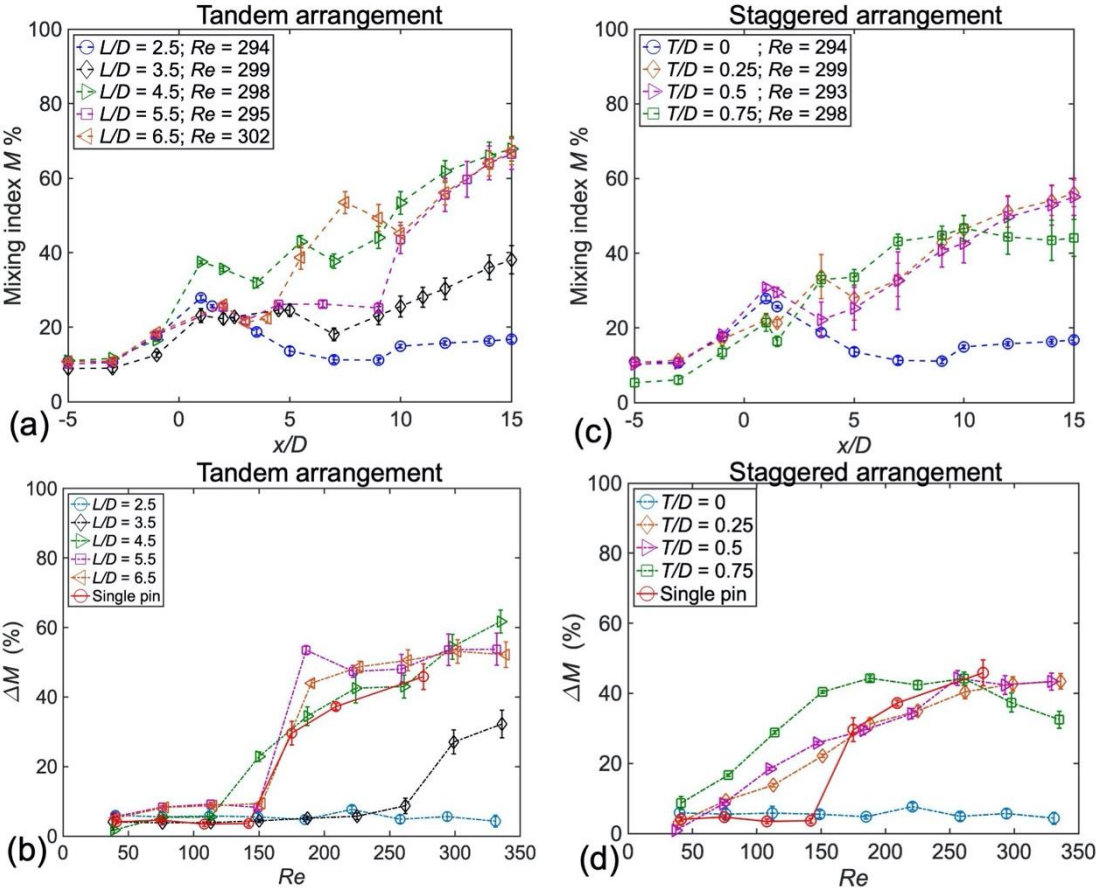 Tandem arrangement
100
80
60
40
20
0
Mixing index M %
L/D = 2.5; Re = 294
L/D = 3.5; Re = 299
L/D = 4.5; Re = 298
L/D = 5.5; Re = 295
L/D = 6.5; Re = 302
-5 0 5 10 15
x/D
(a)
Staggered arrangement
100
80
60
40
20
0
Mixing index M %
T/D = 0 ; Re = 294
T/D = 0.25; Re = 299
T/D = 0.5 ; Re = 293
T/D = 0.75; Re = 298
-5 0 5 10 15
x/D
(c)
Tandem arrangement
100
80
60
40
20
0
ΔM (%)
L/D = 2.5
L/D = 3.5
L/D = 4.5
L/D = 5.5
L/D = 6.5
Single pin
0 50 100 150 200 250 300 350
Re
(b)
Staggered arrangement
100
80
60
40
20
0
ΔM (%)
T/D = 0
T/D = 0.25
T/D = 0.5
T/D = 0.75
Single pin
0 50 100 150 200 250 300 350
Re
(d)